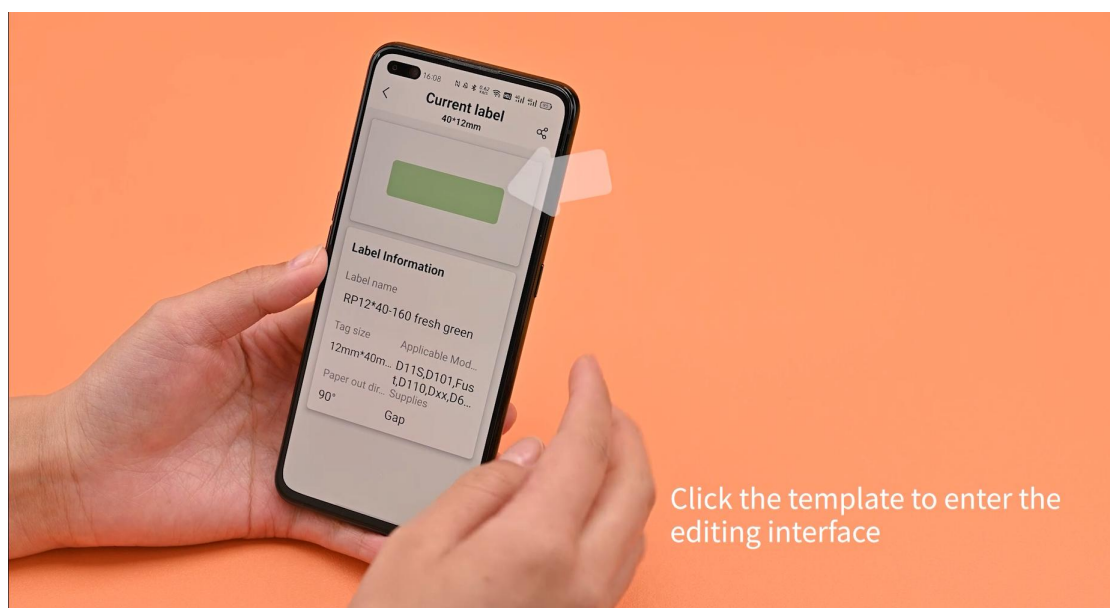 16:08
Current label
40*12mm
Label Information
Label name
RP12*40-160 fresh green
Tag size
Applicable Mod...
12mm*40m...
D11S,D101,Fus
t,D110,Dxx,D6...
Paper out dir...
Supplies
90°
Gap
Click the template to enter the
editing interface